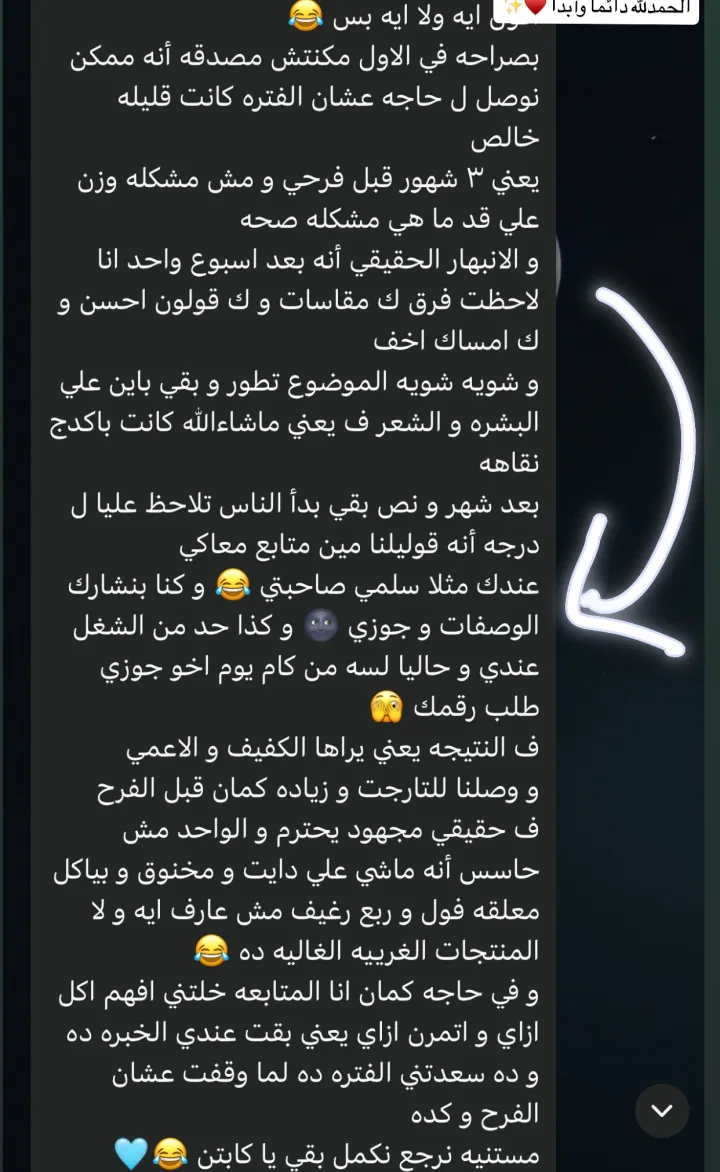 الحمدلله دائما وأبدا ♥️✨
ايه ولا ايه بس 😂
بصراحه في الاول مكنتش مصدقه أنه ممكن
نوصل ل حاجه عشان الفتره كانت قليله
خالص
يعني ٣ شهور قبل فرحي و مش مشكله وزن
علي قد ما هي مشكله صحه
و الانبهار الحقيقي أنه بعد اسبوع واحد انا
لاحظت فرق ك مقاسات و ك قولون احسن و
ك امساك اخف
و شويه شويه الموضوع تطور و بقي باين علي
البشره و الشعر ف يعني ماشاءالله كانت باكدج
نقاهه
بعد شهر و نص بقي بدأ الناس تلاحظ عليا ل
درجه أنه قوليلنا مين متابع معاكي
عندك مثلا سلمي صاحبتي 😂 و كنا بنشارك
الوصفات و جوزي 🌚 و كذا حد من الشغل
عندي و حاليا لسه من كام يوم اخو جوزي
طلب رقمك 🫣
ف النتيجه يعني يراها الكفيف و الاعمي
و وصلنا للتارجت و زياده كمان قبل الفرح
ف حقيقي مجهود يحترم و الواحد مش
حاسس أنه ماشي علي دايت و مخنوق و بياكل
معلقه فول و ربع رغيف مش عارف ايه و لا
المنتجات الغرييه الغاليه ده 😂
و في حاجه كمان انا المتابعه خلتني افهم اكل
ازاي و اتمرن ازاي يعني بقت عندي الخبره ده
و ده سعدتني الفتره ده لما وقفت عشان
الفرح و كده
مستنيه نرجع نكمل بقي يا كابتن 😂🩵